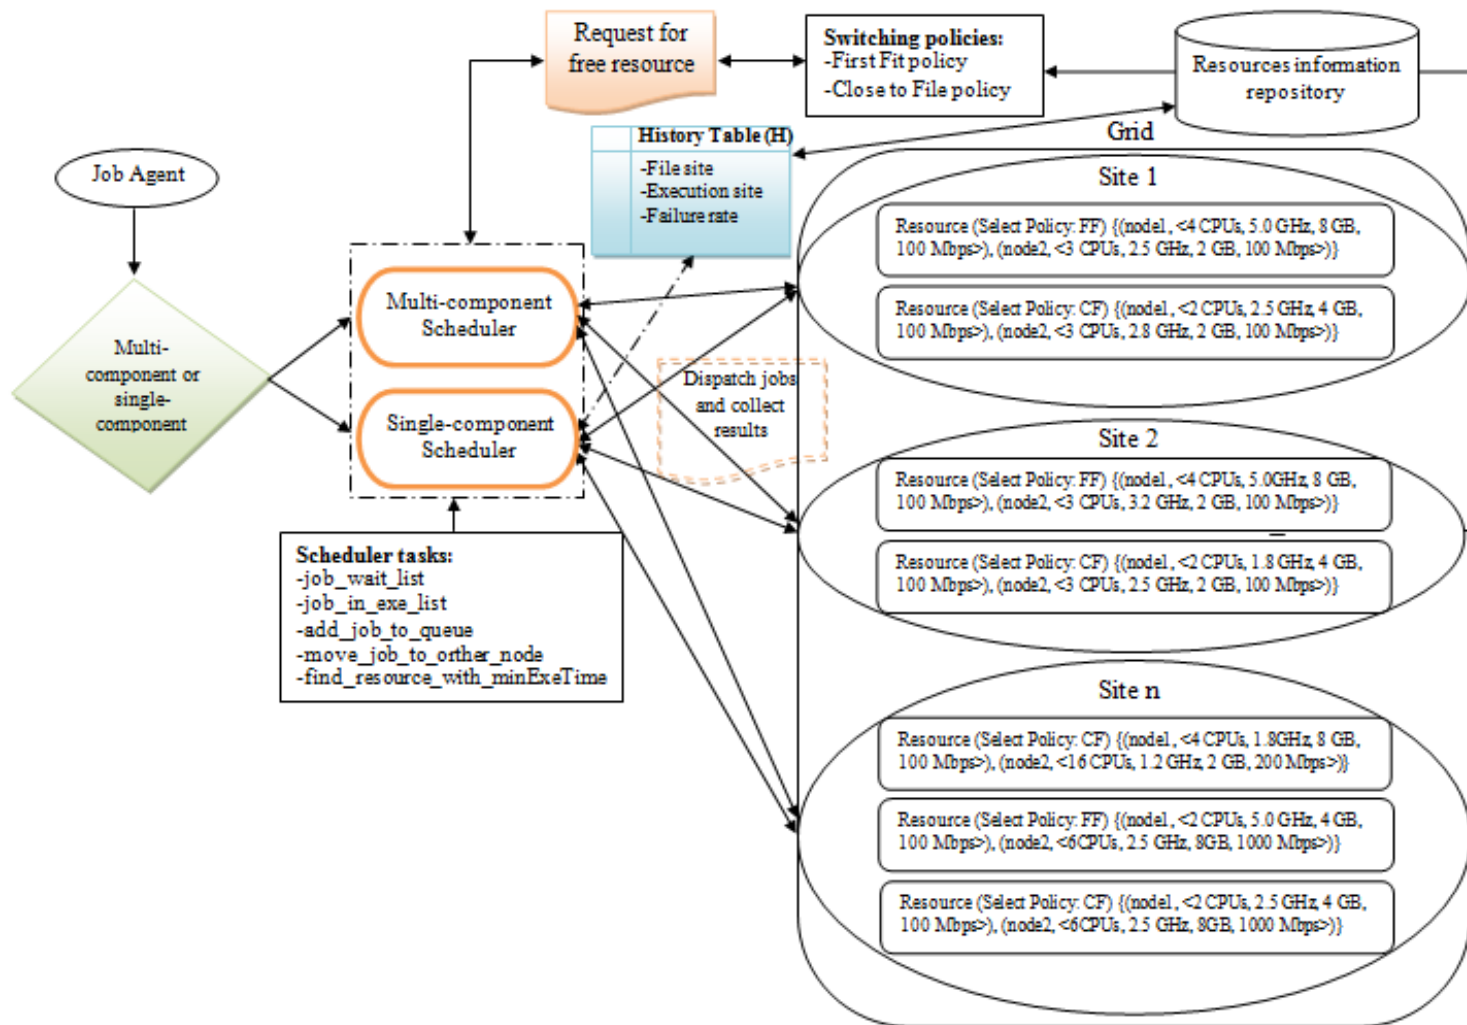 Request for
free resource
Switching policies:
-First Fit policy
-Close to File policy
Resources information
repository
History Table (H)
-File site
-Execution site
-Failure rate
Grid
Job Agent
Multi-
component or
single-
component
Multi-component
Scheduler
Single-component
Scheduler
Dispatch jobs
and collect
results
Scheduler tasks:
-job_wait_list
-job_in_exe_list
-add_job_to_queue
-move_job_to_orther_node
-find_resource_with_minExeTime
Site 1
Resource (Select Policy: FF) {(node1, <4 CPUs, 5.0 GHz, 8 GB,
100 Mbps>), (node2, <3 CPUs, 2.5 GHz, 2 GB, 100 Mbps>)}
Resource (Select Policy: CF) {(node1, <2 CPUs, 2.5 GHz, 4 GB,
100 Mbps>), (node2, <3 CPUs, 2.8 GHz, 2 GB, 100 Mbps>)}
Site 2
Resource (Select Policy: FF) {(node1, <4 CPUs, 5.0GHz, 8 GB,
100 Mbps>), (node2, <3 CPUs, 3.2 GHz, 2 GB, 100 Mbps>)}
Resource (Select Policy: CF) {(node1, <2 CPUs, 1.8 GHz, 4 GB,
100 Mbps>), (node2, <3 CPUs, 2.5 GHz, 2 GB, 100 Mbps>)}
Site n
Resource (Select Policy: CF) {(node1, <4 CPUs, 1.8GHz, 8 GB,
100 Mbps>), (node2, <16 CPUs, 1.2 GHz, 2 GB, 200 Mbps>)}
Resource (Select Policy: FF) {(node1, <2 CPUs, 5.0 GHz, 4 GB,
100 Mbps>), (node2, <6CPUs, 2.5 GHz, 8GB, 1000 Mbps>)}
Resource (Select Policy: CF) {(node1, <2 CPUs, 2.5 GHz, 4 GB,
100 Mbps>), (node2, <6CPUs, 2.5 GHz, 8GB, 1000 Mbps>)}